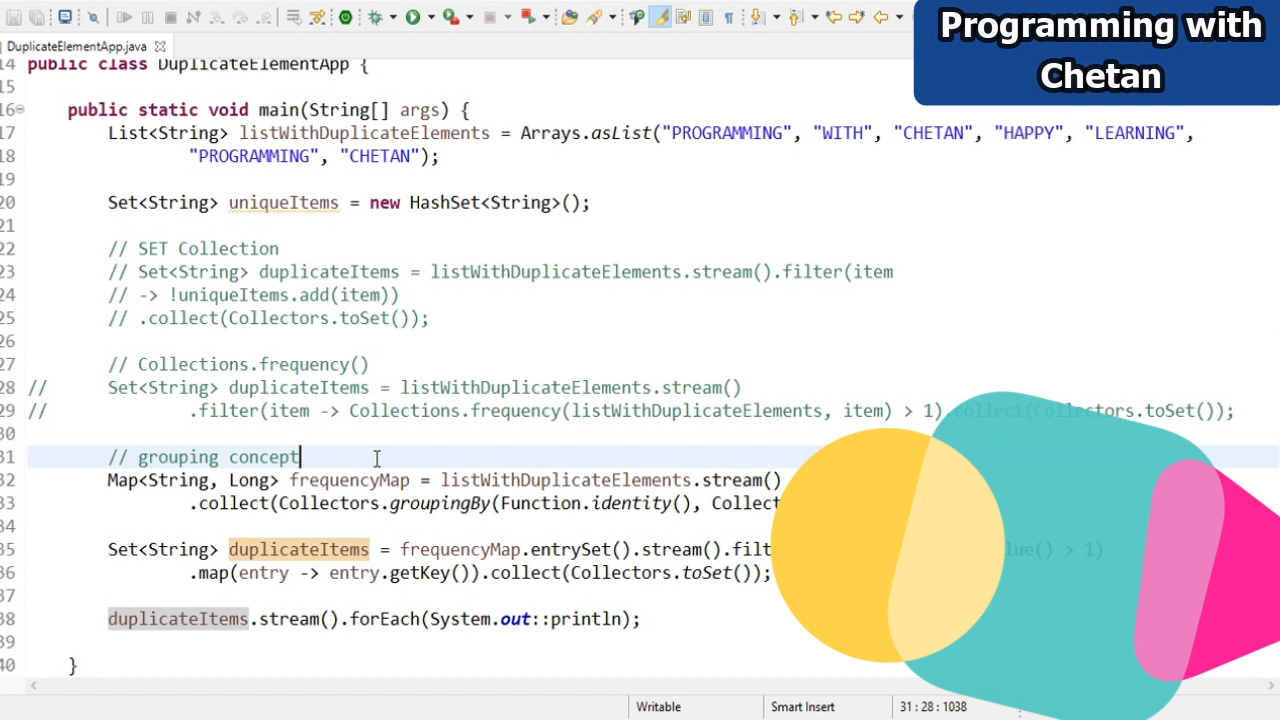 Programming with
Chetan
DuplicateElementApp.java
14 public class DuplicateElementApp {
15
16 public static void main(String[] args) {
17 List<String> listWithDuplicateElements = Arrays.asList("PROGRAMMING", "WITH", "CHETAN", "HAPPY", "LEARNING",
18 "PROGRAMMING", "CHETAN");
19
20 Set<String> uniqueItems = new HashSet<String>();
21
22 // SET Collection
23 // Set<String> duplicateItems = listWithDuplicateElements.stream().filter(item
24 // -> !uniqueItems.add(item))
25 // .collect(Collectors.toSet());
26
27 // Collections.frequency()
28 // Set<String> duplicateItems = listWithDuplicateElements.stream()
29 // .filter(item -> Collections.frequency(listWithDuplicateElements, item) > 1).collect(Collectors.toSet());
30
31 // grouping concept
32 Map<String, Long> frequencyMap = listWithDuplicateElements.stream()
33 .collect(Collectors.groupingBy(Function.identity(), Collect
34
35 Set<String> duplicateItems = frequencyMap.entrySet().stream().filt lue() > 1)
36 .map(entry -> entry.getKey()).collect(Collectors.toSet());
37
38 duplicateItems.stream().forEach(System.out::println);
39
40 }
Writable Smart Insert 31 : 28 : 1038